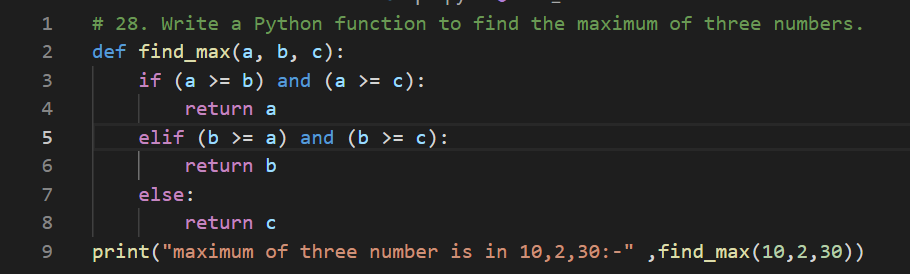 1 # 28. Write a Python function to find the maximum of three numbers.
2 def find_max(a, b, c):
3     if (a >= b) and (a >= c):
4         return a
5     elif (b >= a) and (b >= c):
6         return b
7     else:
8         return c
9 print("maximum of three number is in 10,2,30:-" ,find_max(10,2,30))